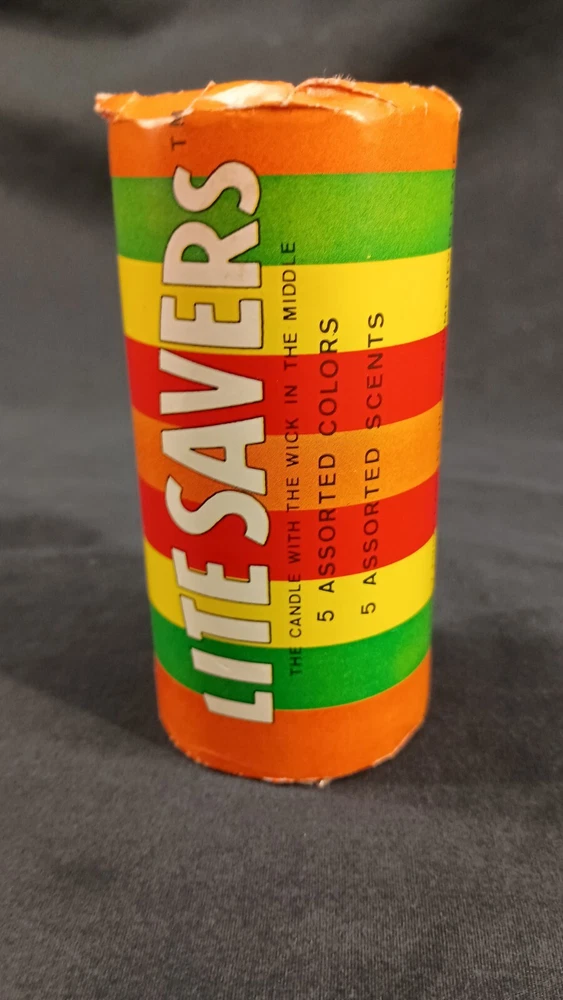 LITE SAVERS TM
THE CANDLE WITH THE WICK IN THE MIDDLE
5 ASSORTED COLORS
5 ASSORTED SCENTS